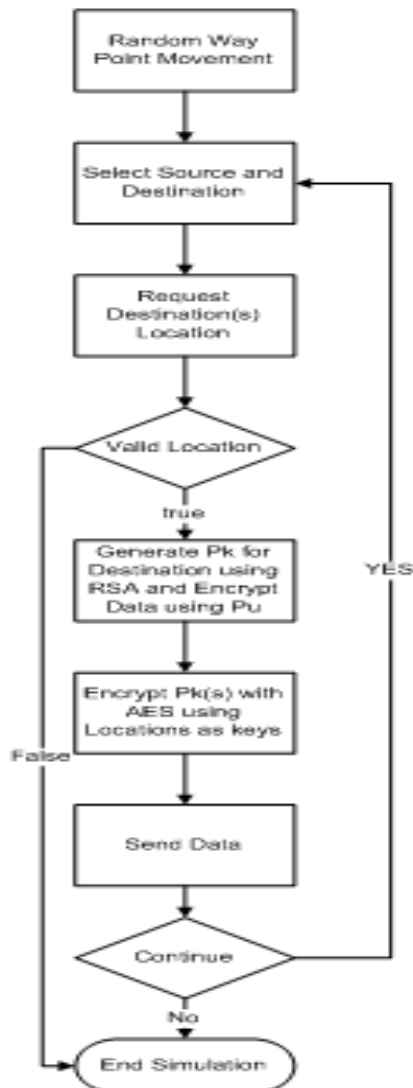 Random Way
Point Movement
Select Source and
Destination
Request
Destination(s)
Location
Valid Location
true
Generate Pk for
Destination using
RSA and Encrypt
Data using Pu
YES
Encrypt Pk(s) with
AES using
Locations as keys
False
Send Data
Continue
No
End Simulation